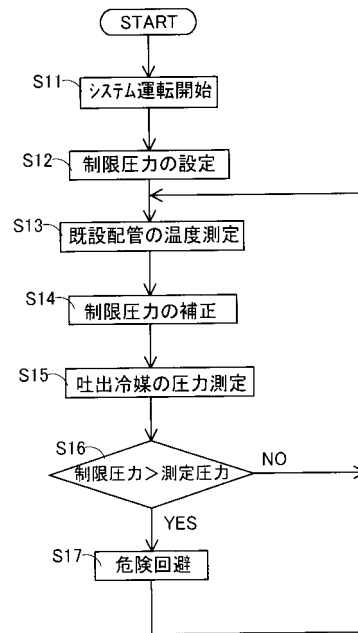 START
S11
システム運転開始
S12
制限圧力の設定
S13
既設配管の温度測定
S14
制限圧力の補正
S15
吐出冷媒の圧力測定
S16
制限圧力>測定圧力
NO
YES
S17
危険回避